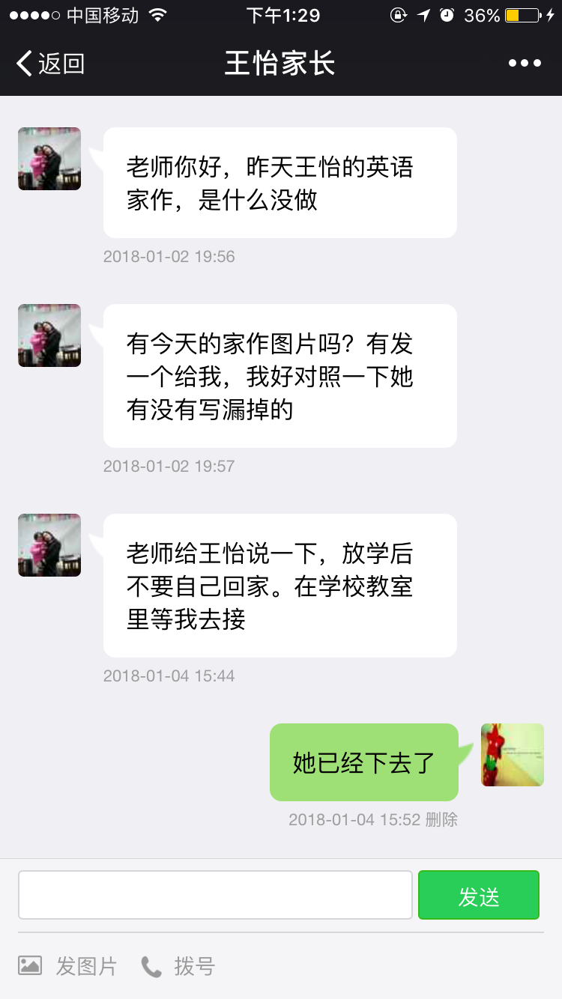 中国移动 下午1:29 36%
返回 王怡家长
老师你好，昨天王怡的英语
家作，是什么没做
2018-01-02 19:56
有今天的家作图片吗？有发
一个给我，我好对照一下她
有没有写漏掉的
2018-01-02 19:57
老师给王怡说一下，放学后
不要自己回家。在学校教室
里等我去接
2018-01-04 15:44
她已经下去了
2018-01-04 15:52 删除
发送
发图片 拨号